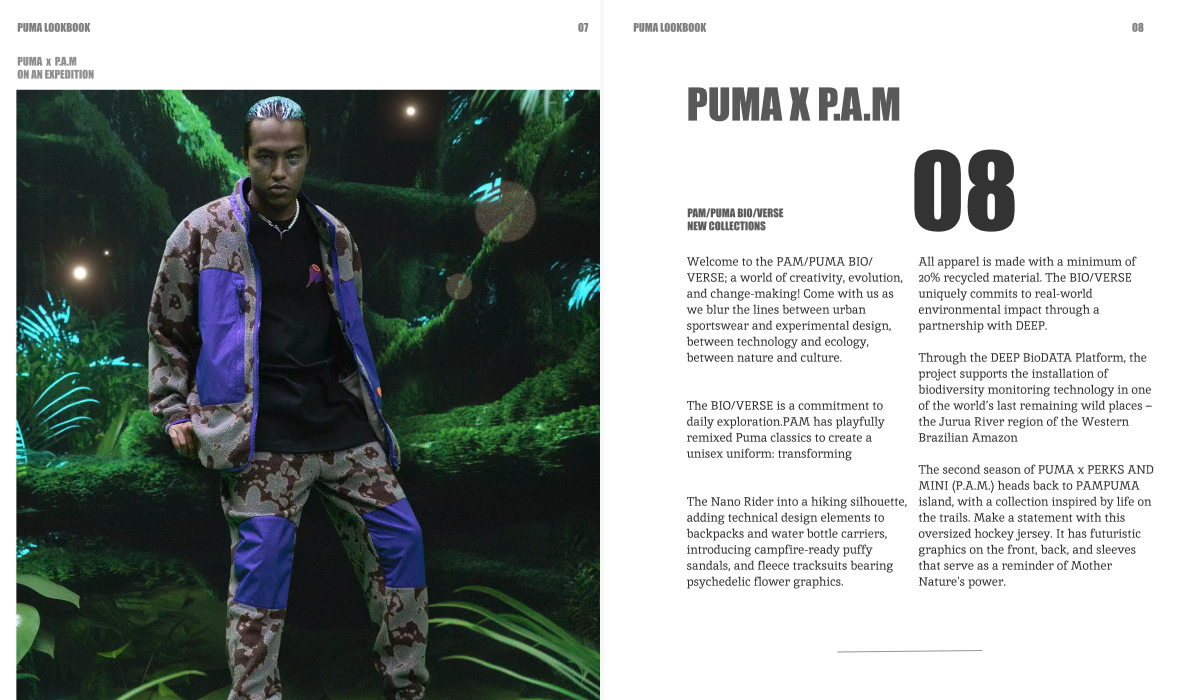 PUMA LOOKBOOK
07
PUMA x P.A.M
ON AN EXPEDITION
PUMA LOOKBOOK
08
PUMA X P.A.M
08
PAM/PUMA BIO/VERSE
NEW COLLECTIONS
Welcome to the PAM/PUMA BIO/
VERSE; a world of creativity, evolution,
and change-making! Come with us as
we blur the lines between urban
sportswear and experimental design,
between technology and ecology,
between nature and culture.
The BIO/VERSE is a commitment to
daily exploration.PAM has playfully
remixed Puma classics to create a
unisex uniform: transforming
The Nano Rider into a hiking silhouette,
adding technical design elements to
backpacks and water bottle carriers,
introducing campfire-ready puffy
sandals, and fleece tracksuits bearing
psychedelic flower graphics.
All apparel is made with a minimum of
20% recycled material. The BIO/VERSE
uniquely commits to real-world
environmental impact through a
partnership with DEEP.
Through the DEEP BioDATA Platform, the
project supports the installation of
biodiversity monitoring technology in one
of the world's last remaining wild places –
the Jurua River region of the Western
Brazilian Amazon
The second season of PUMA x PERKS AND
MINI (P.A.M.) heads back to PAMPUMA
island, with a collection inspired by life on
the trails. Make a statement with this
oversized hockey jersey. It has futuristic
graphics on the front, back, and sleeves
that serve as a reminder of Mother
Nature's power.